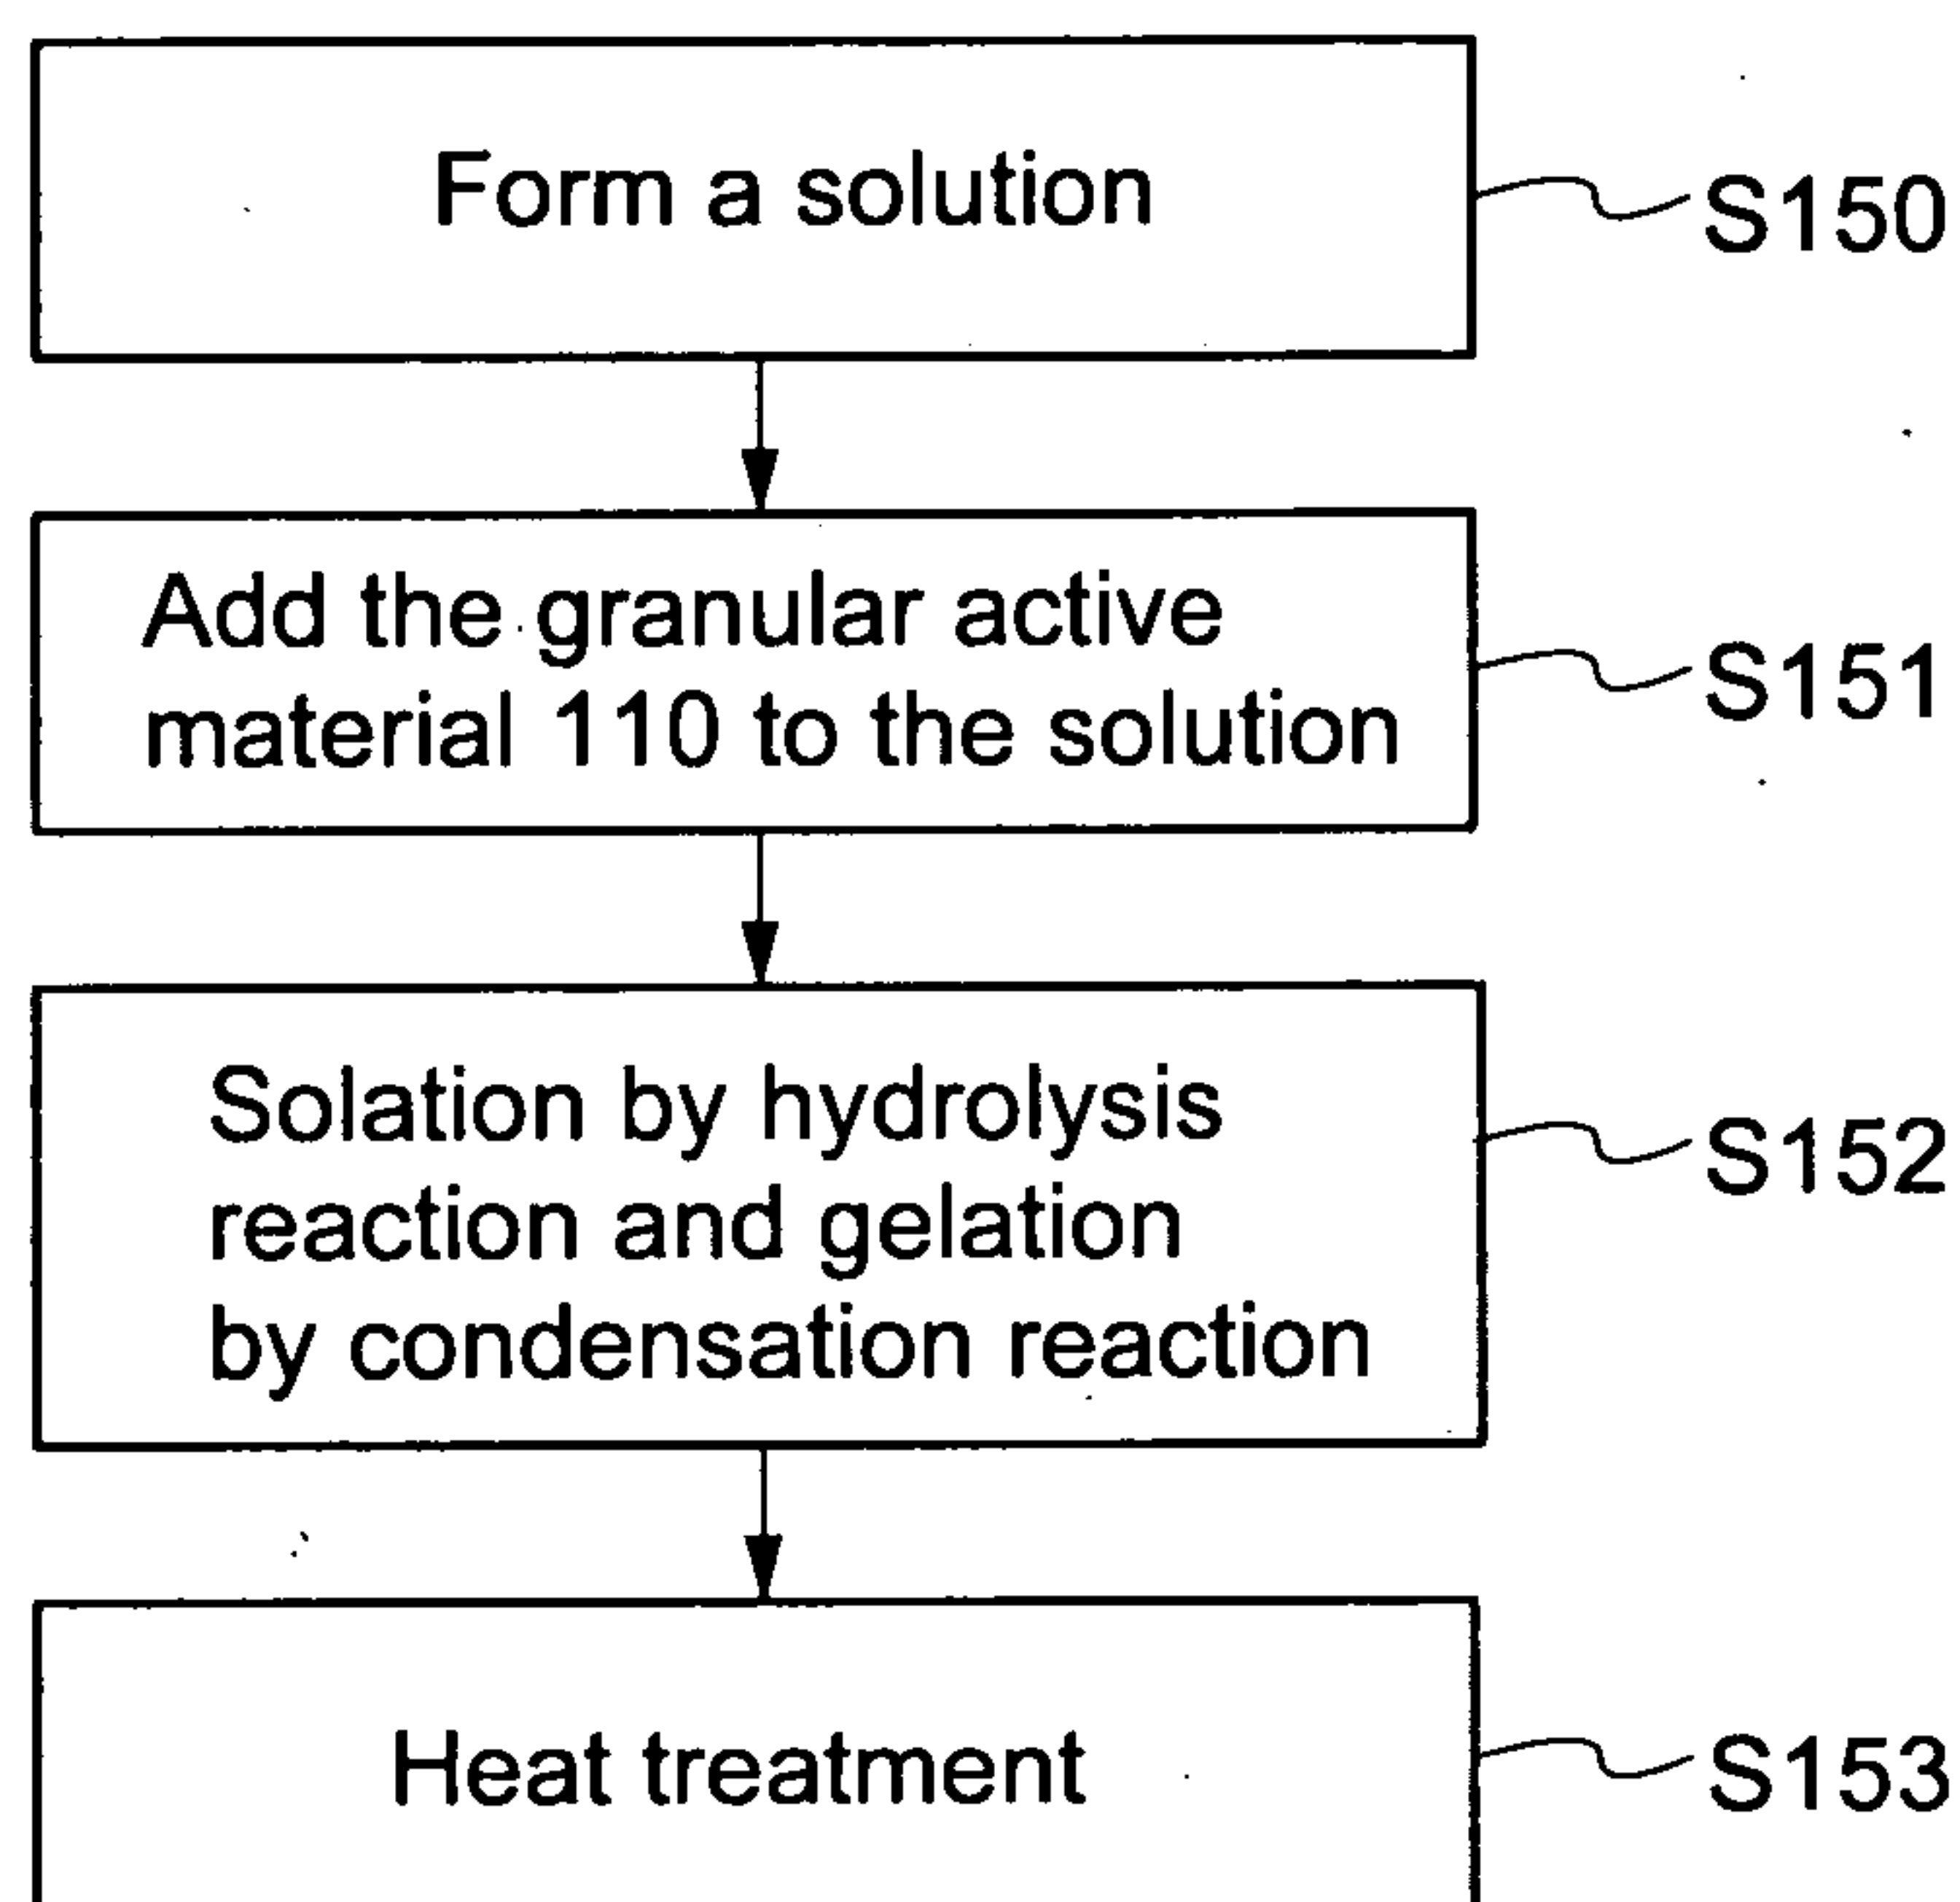 Form a solution
S150
Add the granular active
material 110 to the solution
S151
Solation by hydrolysis
reaction and gelation
by condensation reaction
S152
Heat treatment
S153